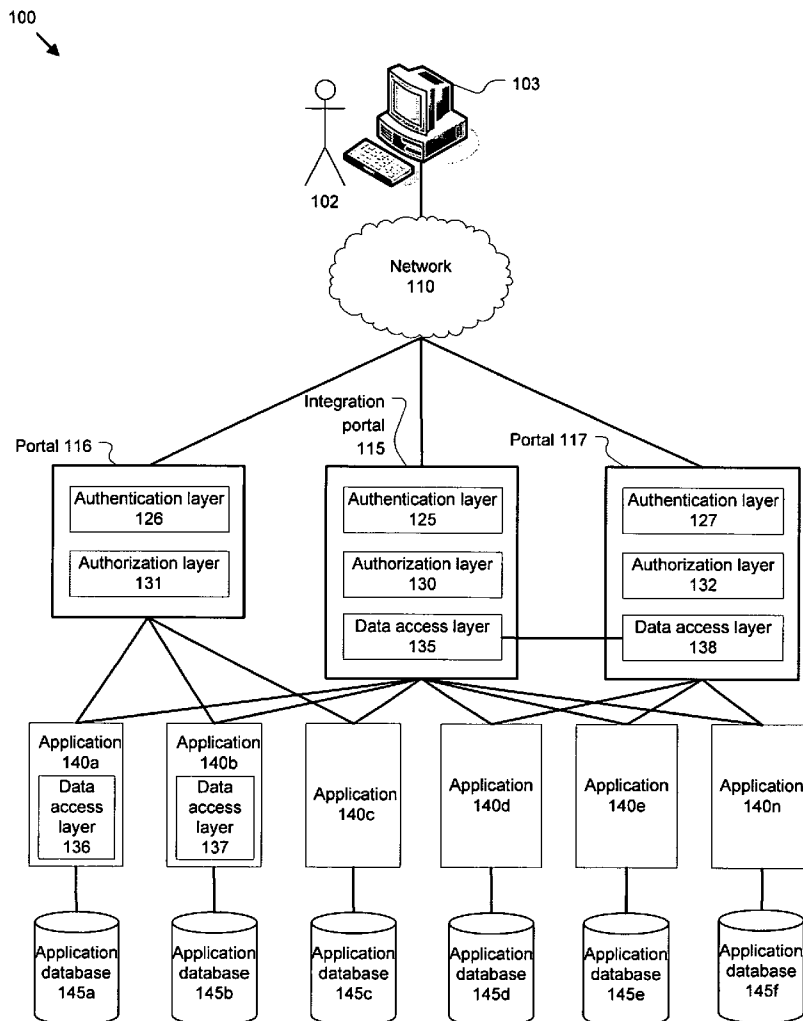 100
103
102
Network
110
Integration
portal
115
Portal 116
Portal 117
Authentication layer
126
Authentication layer
125
Authentication layer
127
Authorization layer
131
Authorization layer
130
Authorization layer
132
Data access layer
135
Data access layer
138
Application
140a
Data
access
layer
136
Application
140b
Data
access
layer
137
Application
140c
Application
140d
Application
140e
Application
140n
Application
database
145a
Application
database
145b
Application
database
145c
Application
database
145d
Application
database
145e
Application
database
145f